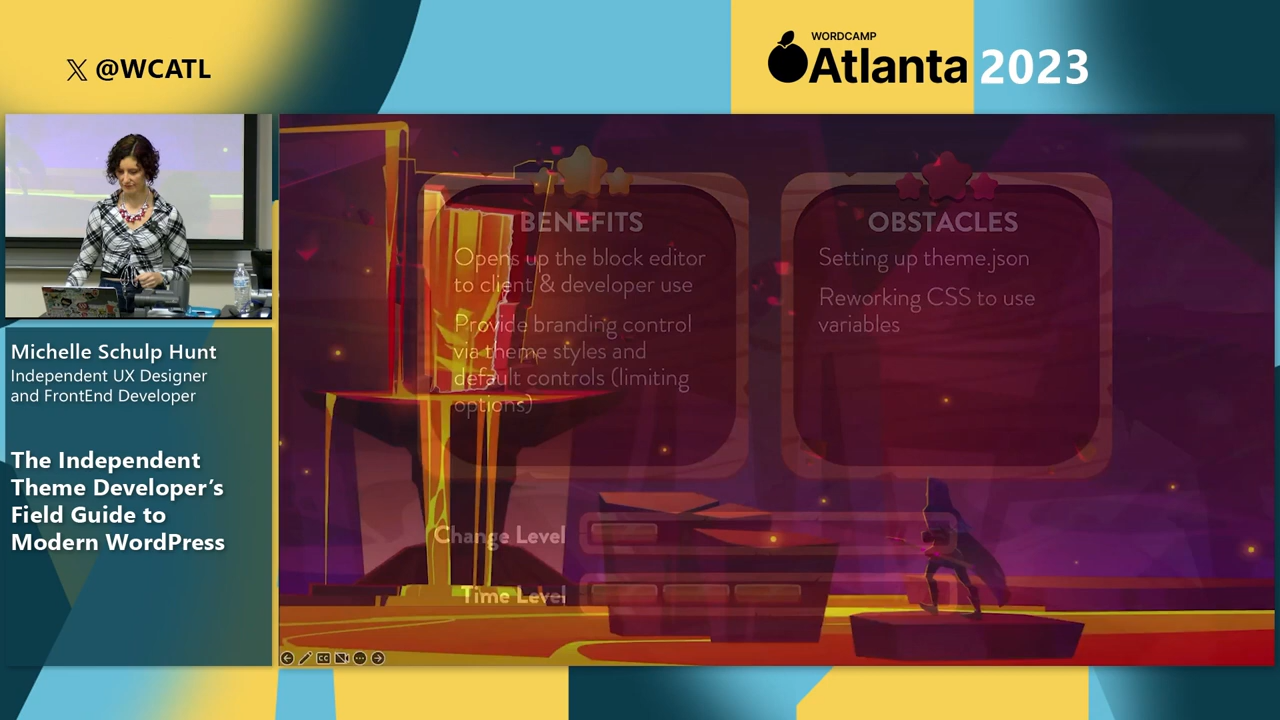 𝕏 @WCATL
WORDCAMP
Atlanta 2023
Michelle Schulp Hunt
Independent UX Designer
and FrontEnd Developer
The Independent
Theme Developer’s
Field Guide to
Modern WordPress
BENEFITS
Opens up the block editor
to client & developer use
Provide branding control
via theme styles and
default controls (limiting
options)
OBSTACLES
Setting up theme.json
Reworking CSS to use
variables
Change Level
Time Level
CC